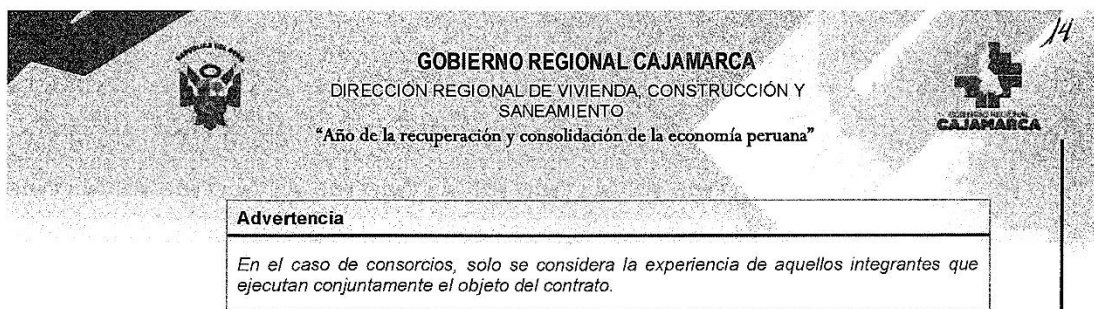 14
GOBIERNO REGIONAL CAJAMARCA
DIRECCIÓN REGIONAL DE VIVIENDA, CONSTRUCCIÓN Y
SANEAMIENTO
“Año de la recuperación y consolidación de la economía peruana”
GOBIERNO REGIONAL
CAJAMARCA
Advertencia
En el caso de consorcios, solo se considera la experiencia de aquellos integrantes que
ejecutan conjuntamente el objeto del contrato.